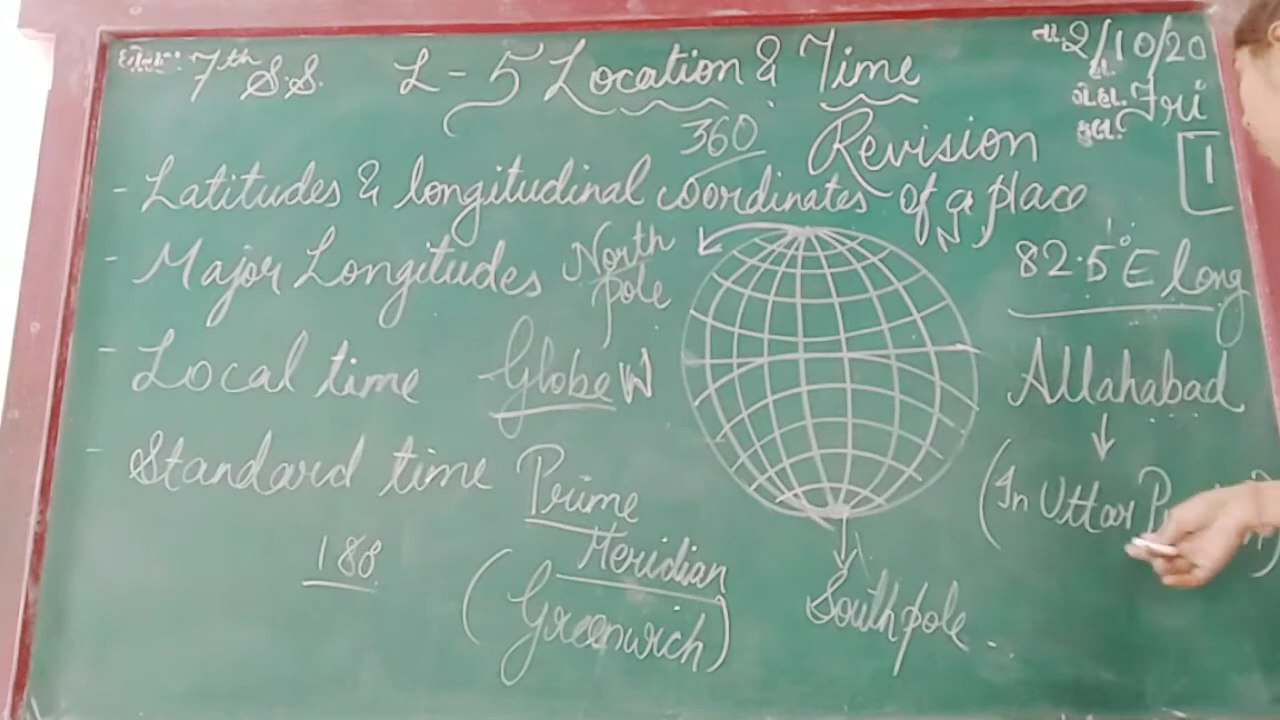 7th S.S. L-5 Location & Time તા. 2/10/20
Fri
360 Revision 1
- Latitudes & longitudinal coordinates of a place
- Major Longitudes North pole N 82.5° E long
- Local time Globe W Allahabad
- Standard time Prime Meridian (In Uttar
180 (Greenwich) South pole